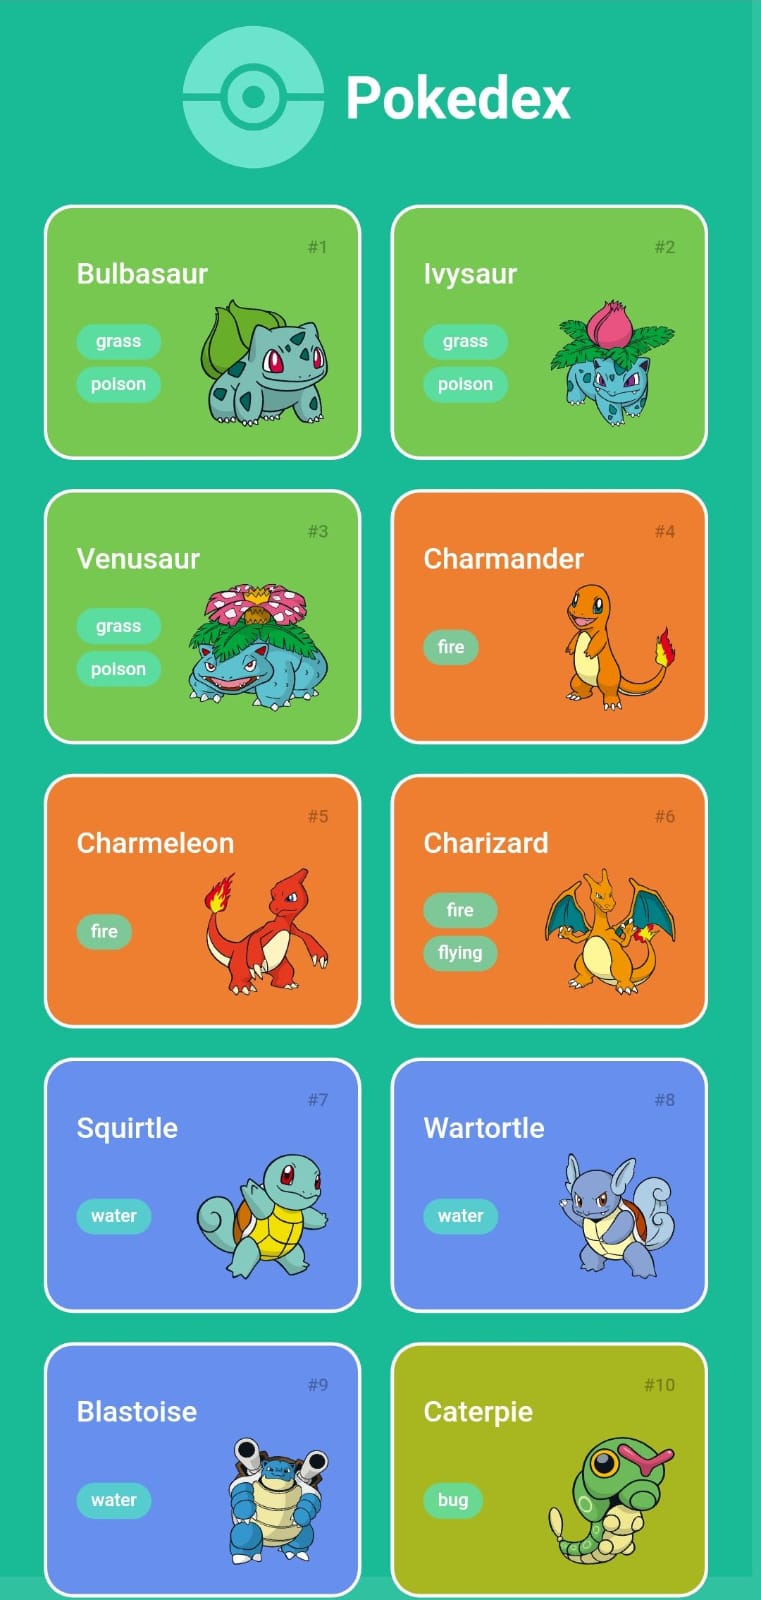 Pokedex
#1
Bulbasaur
grass
poison
#2
Ivysaur
grass
poison
#3
Venusaur
grass
poison
#4
Charmander
fire
#5
Charmeleon
fire
#6
Charizard
fire
flying
#7
Squirtle
water
#8
Wartortle
water
#9
Blastoise
water
#10
Caterpie
bug